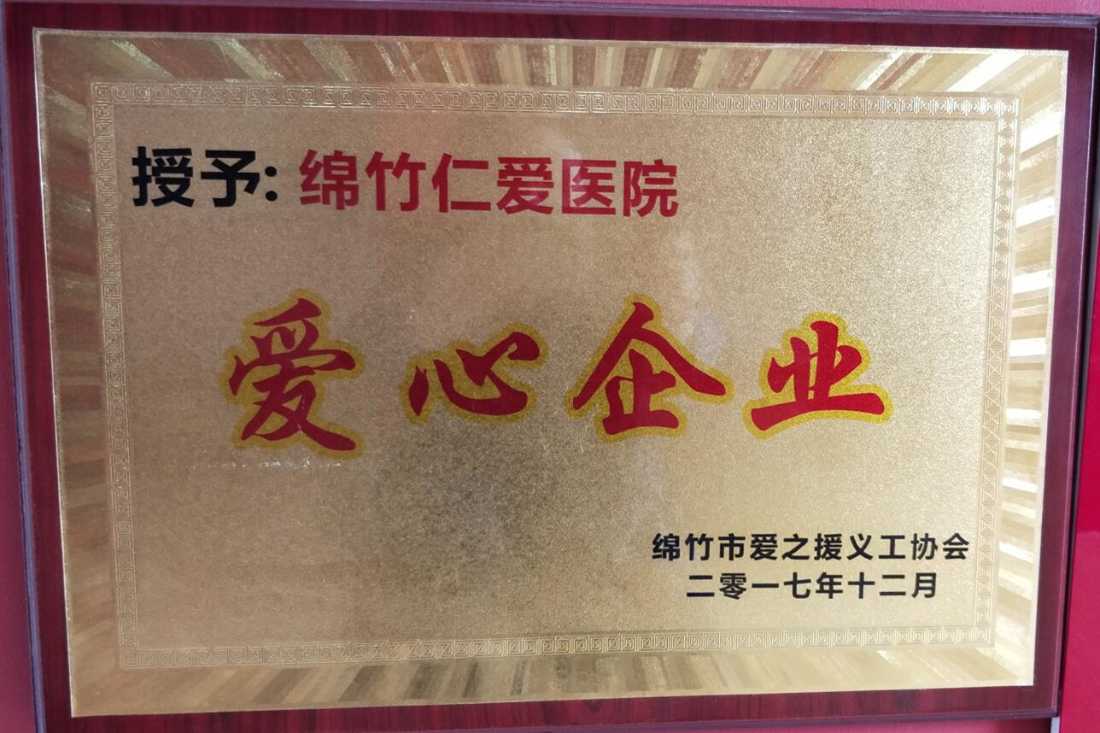 授予: 绵竹仁爱医院
爱心企业
绵竹市爱之援义工协会
二零一七年十二月